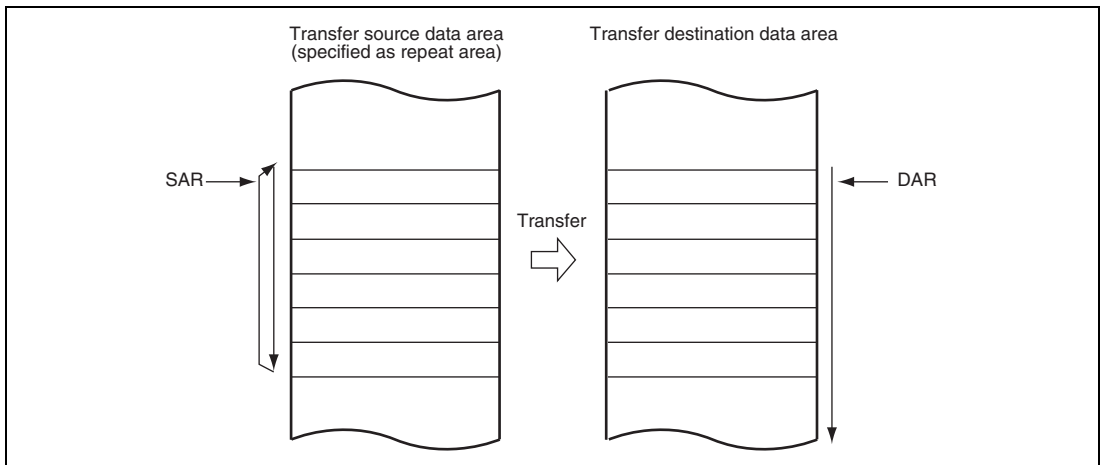 Transfer source data area
(specified as repeat area)
Transfer destination data area
SAR
Transfer
DAR